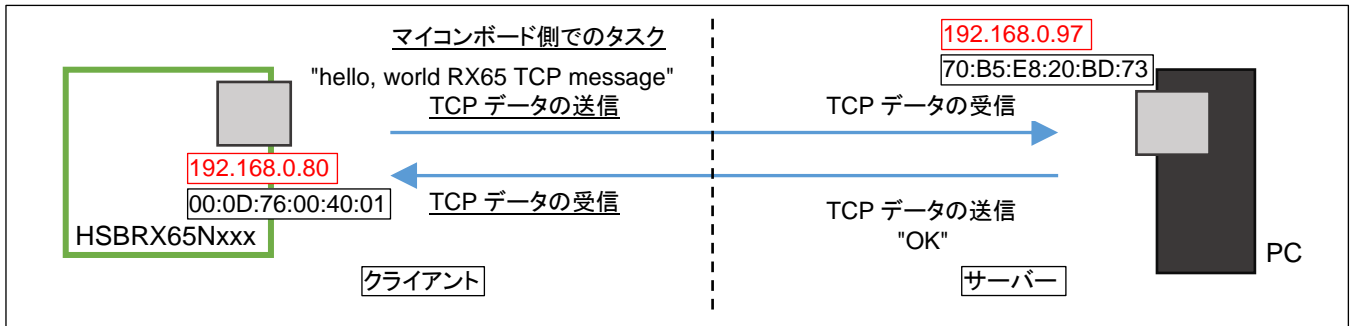 マイコンボード側でのタスク
"hello, world RX65 TCP message"
TCP データの送信
192.168.0.97
70:B5:E8:20:BD:73
TCP データの受信
192.168.0.80
00:0D:76:00:40:01
HSBRX65Nxxx
TCP データの受信
TCP データの送信
"OK"
PC
クライアント
サーバー